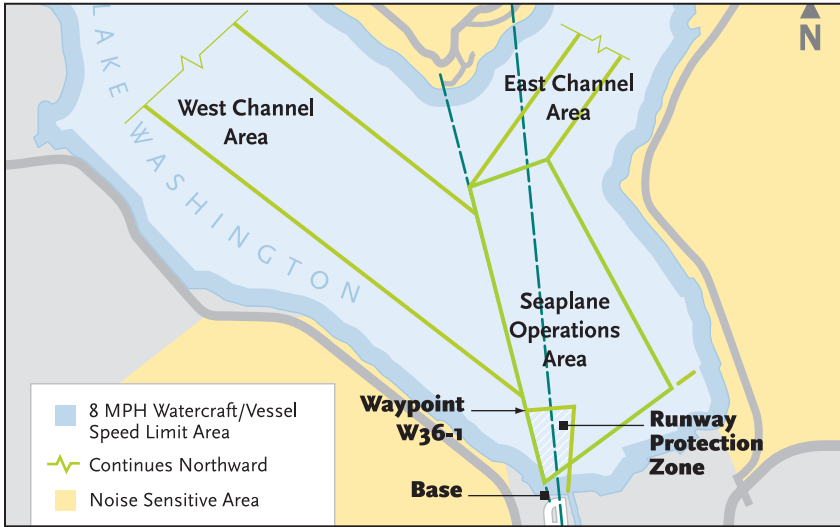 N
West Channel
Area
East Channel
Area
LAKE WASHINGTON
Seaplane
Operations
Area
Waypoint
W36-1
Runway
Protection
Zone
Base
8 MPH Watercraft/Vessel
Speed Limit Area
Continues Northward
Noise Sensitive Area